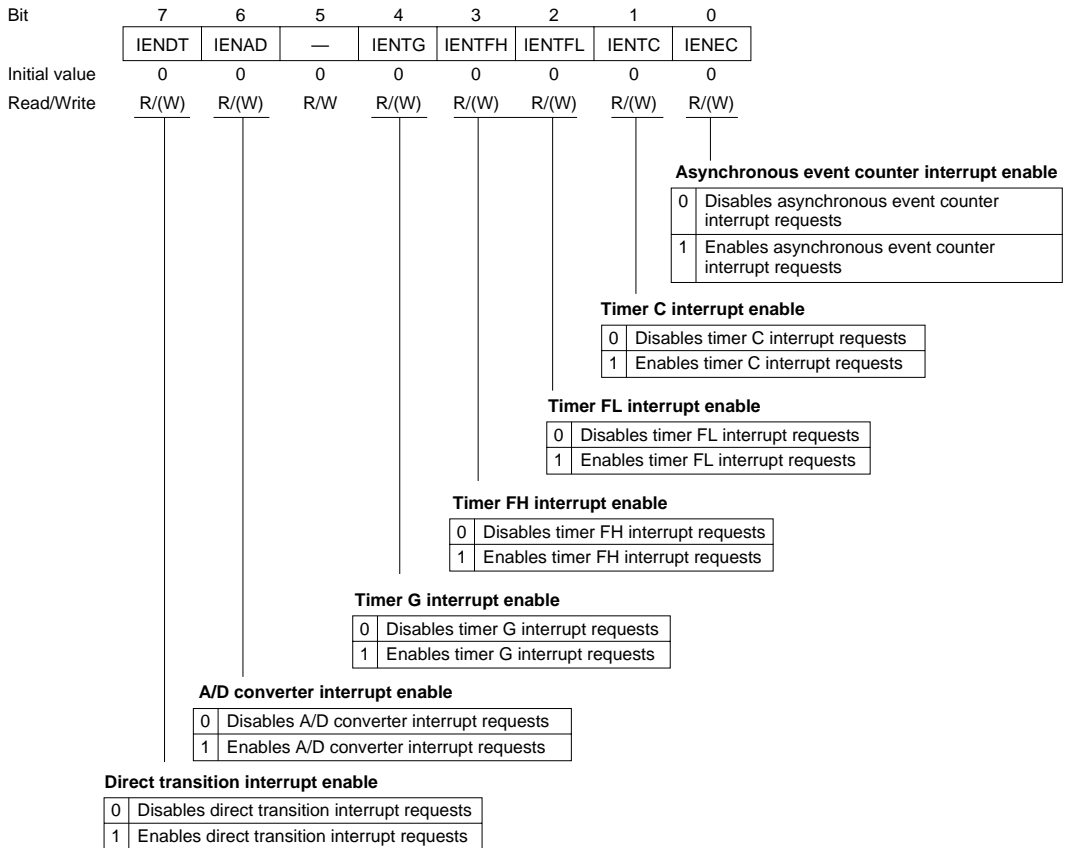 Bit 7 6 5 4 3 2 1 0
IENDT IENAD — IENTG IENTFH IENTFL IENTC IENEC
Initial value 0 0 0 0 0 0 0 0
Read/Write R/(W) R/(W) R/W R/(W) R/(W) R/(W) R/(W) R/(W)
Asynchronous event counter interrupt enable
0 Disables asynchronous event counter
interrupt requests
1 Enables asynchronous event counter
interrupt requests
Timer C interrupt enable
0 Disables timer C interrupt requests
1 Enables timer C interrupt requests
Timer FL interrupt enable
0 Disables timer FL interrupt requests
1 Enables timer FL interrupt requests
Timer FH interrupt enable
0 Disables timer FH interrupt requests
1 Enables timer FH interrupt requests
Timer G interrupt enable
0 Disables timer G interrupt requests
1 Enables timer G interrupt requests
A/D converter interrupt enable
0 Disables A/D converter interrupt requests
1 Enables A/D converter interrupt requests
Direct transition interrupt enable
0 Disables direct transition interrupt requests
1 Enables direct transition interrupt requests